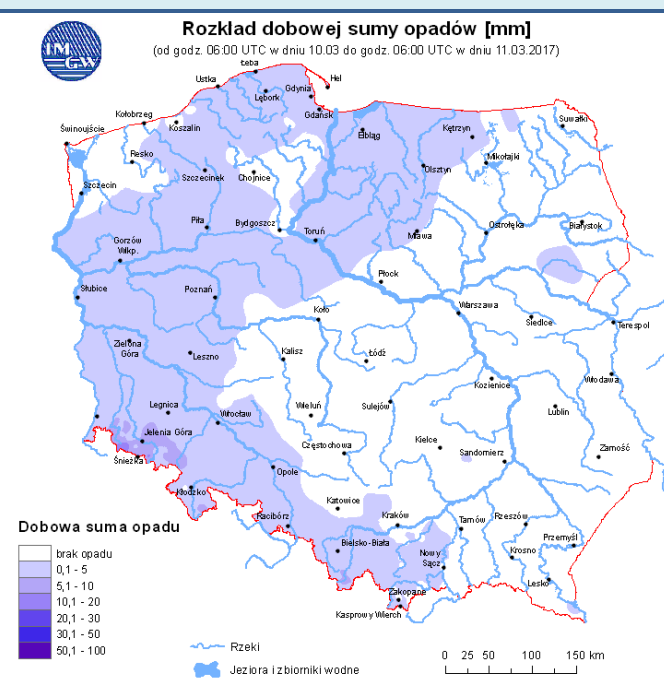 Rozkład dobowej sumy opadów [mm]
(od godz. 06:00 UTC w dniu 10.03 do godz. 06:00 UTC w dniu 11.03.2017)
IM
GW
Łeba
Hel
Ustka
Gdynia
Lębork
Gdańsk
Kołobrzeg
Koszalin
Świnoujście
Elbląg
Kętrzyn
Suwałki
Resko
Mikołajki
Szczecinek
Chojnice
Olsztyn
Szczecin
Piła
Bydgoszcz
Toruń
Mława
Ostrołęka
Białystok
Gorzów
Wlkp.
Płock
Słubice
Poznań
Koło
Warszawa
Siedlce
Terespol
Zielona
Góra
Leszno
Kalisz
Łódź
Kozienice
Włodawa
Legnica
Wrocław
Wieluń
Sulejów
Lublin
Jelenia Góra
Częstochowa
Kielce
Sandomierz
Zamość
Śnieżka
Opole
Kłodzko
Katowice
Racibórz
Kraków
Tarnów
Rzeszów
Przemyśl
Bielsko-Biała
Nowy
Sącz
Krosno
Lesko
Zakopane
Kasprowy Wierch
Dobowa suma opadu
brak opadu
0,1 - 5
5,1 - 10
10,1 - 20
20,1 - 30
30,1 - 50
50,1 - 100
Rzeki
Jeziora i zbiorniki wodne
0 25 50 100 150 km